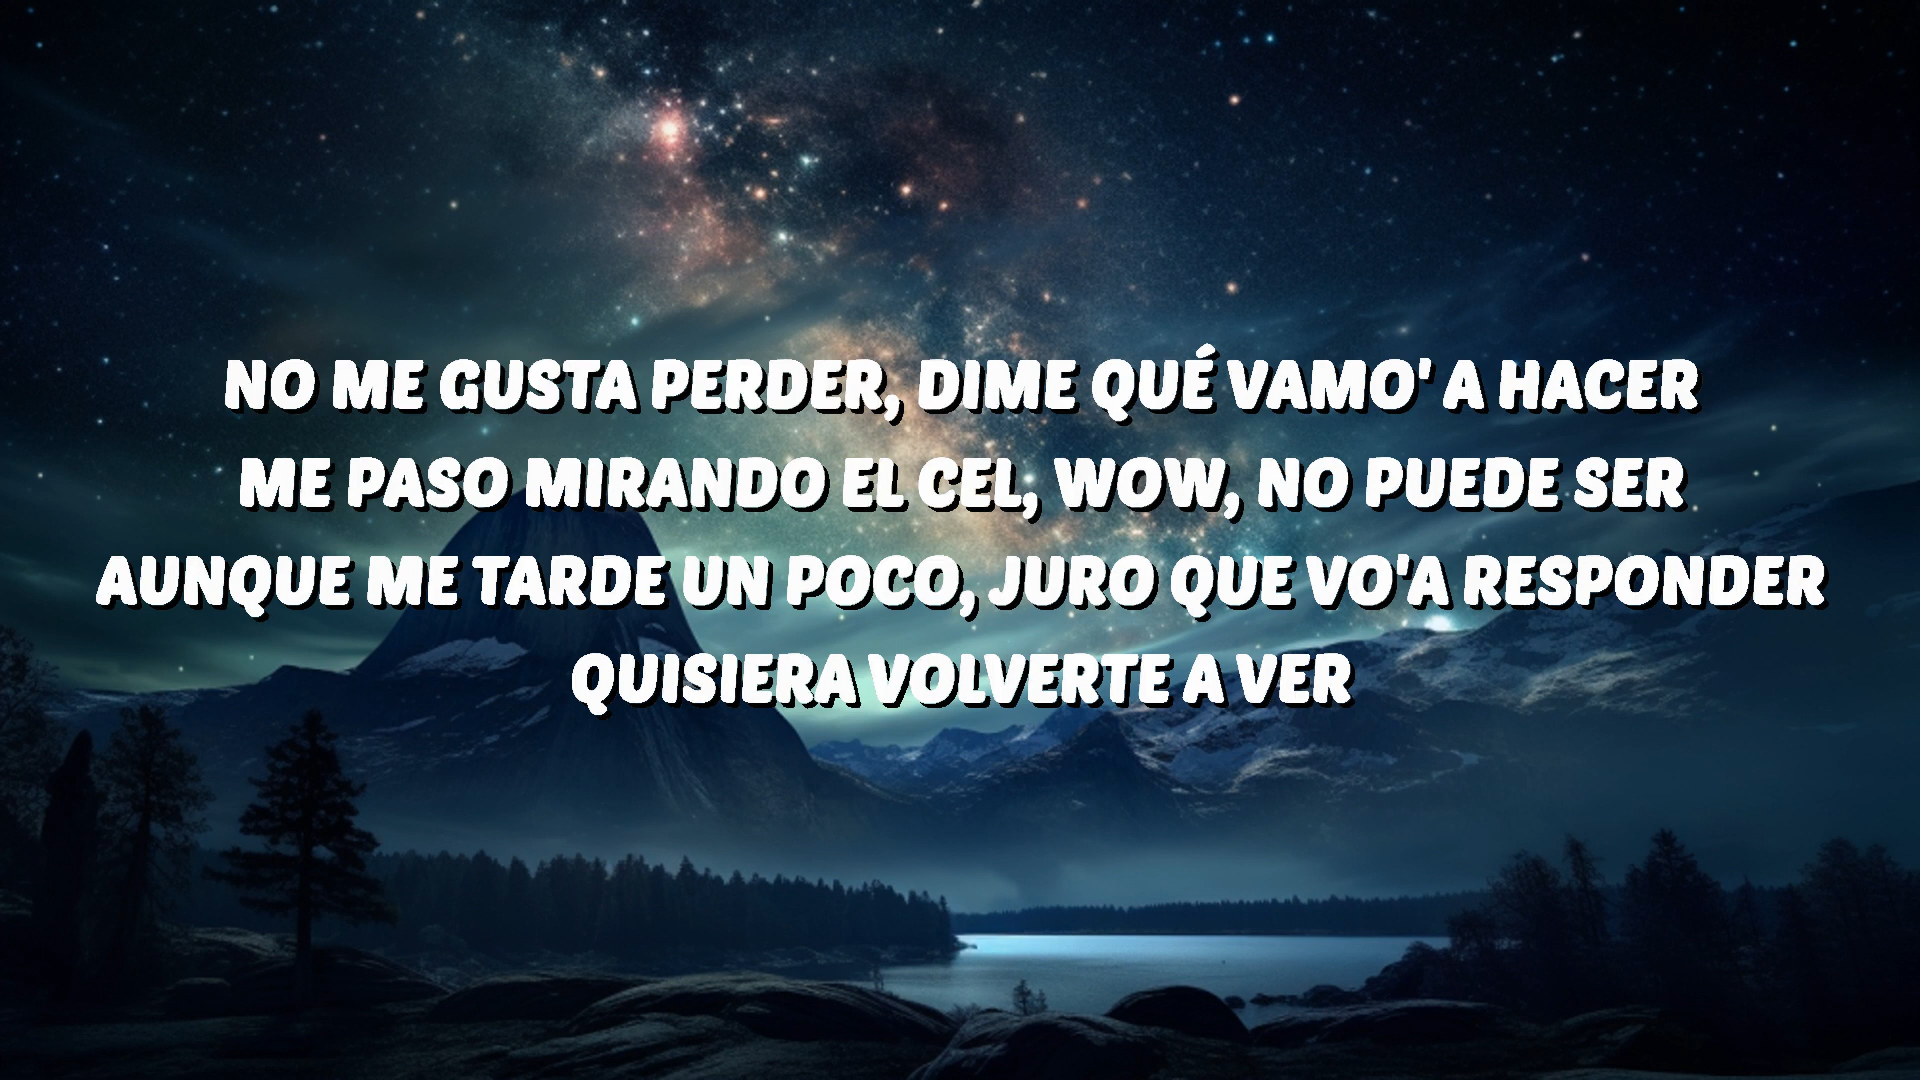 NO ME GUSTA PERDER, DIME QUÉ VAMO' A HACER
ME PASO MIRANDO EL CEL, WOW, NO PUEDE SER
AUNQUE ME TARDE UN POCO, JURO QUE VO'A RESPONDER
QUISIERA VOLVERTE A VER